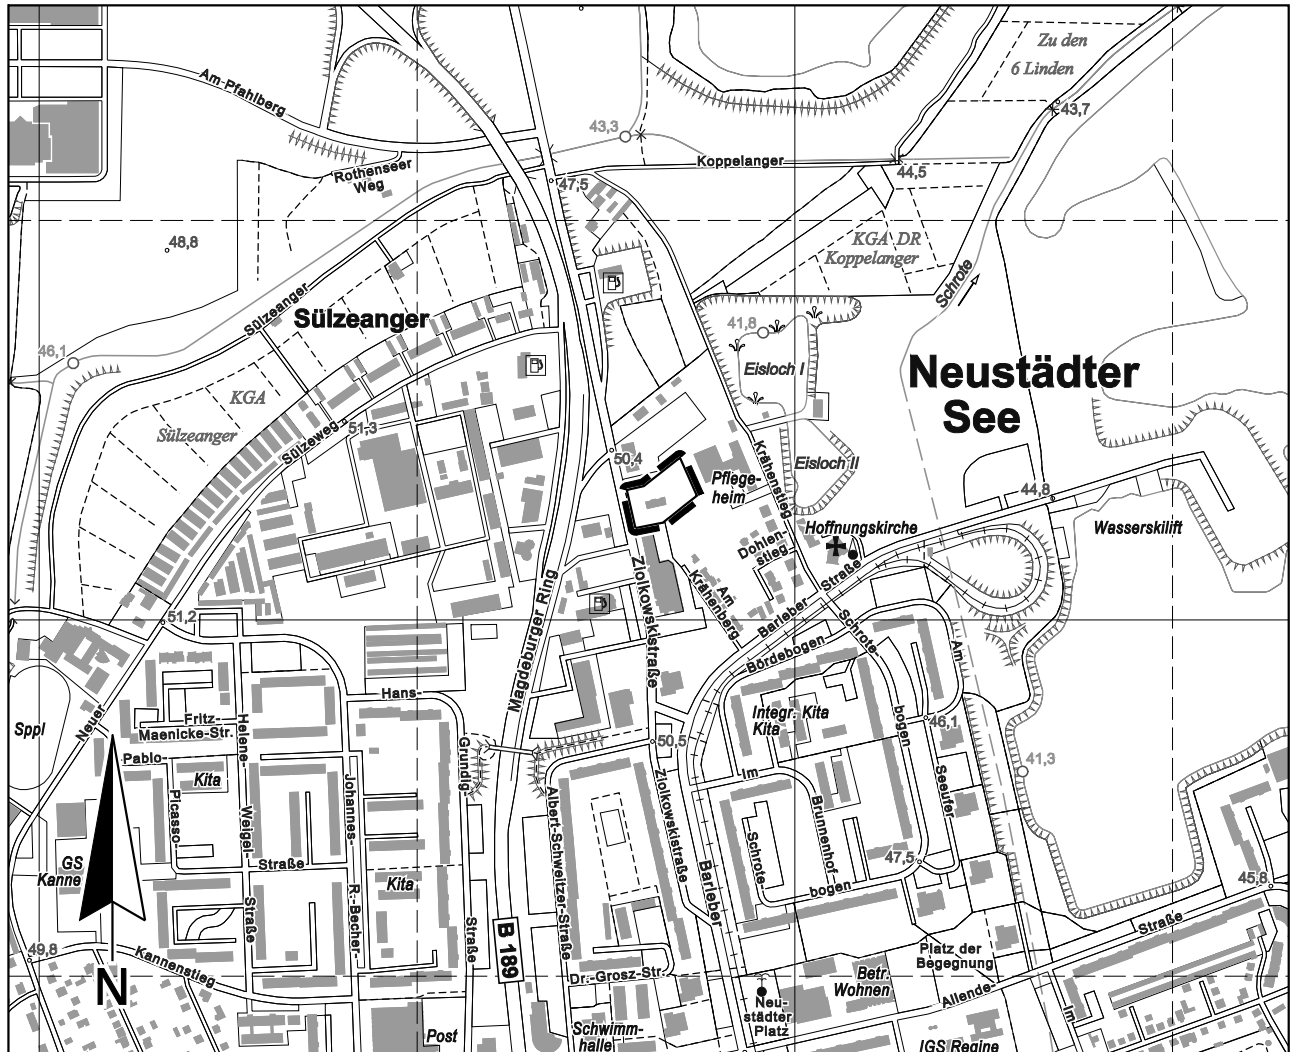 Zu den
6 Linden
Am-Pfahlberg
43,7
43,3
Koppelanger
44,5
Rothenseer
Weg
47,5
48,8
KGA DR
Koppelanger
Schrote
Sülzeanger
Sülzeanger
41,8
46,1
Eisloch I
Neustädter
See
KGA
Sülzeanger
Sülzeweg
51,3
50,4
Krähenstieg
Eisloch II
Pflege-
heim
44,8
Hoffnungskirche
Wasserskilift
Dohlen-
stieg
Am
Krähenberg
Barleber
Straße
Magdeburger Ring
Ziolkowskistraße
51,2
Schrote-
bogen
Bördebogen
Am
Seeufer
Hans-
Grundig-
Straße
Sppl
Neuer
Fritz-
Maenicke-Str.
Helene-
Weigel-
Straße
Integr. Kita
Kita
46,1
50,5
Pablo-
Picasso-
Straße
Kita
Johannes-
R.-Becher-
Im
Brunnenhof
41,3
Albert-Schweitzer-Straße
Ziolkowskistraße
Barleber
Schrote-
bogen
47,5
GS
Kanne
Kita
45,8
49,8
Kannenstieg
B 189
Straße
Platz der
Begegnung
Dr.-Grosz-Str.
Betr.
Wohnen
Allende-
Im
N
Neu-
städter
Platz
Post
Schwimm-
halle
IGS Regine